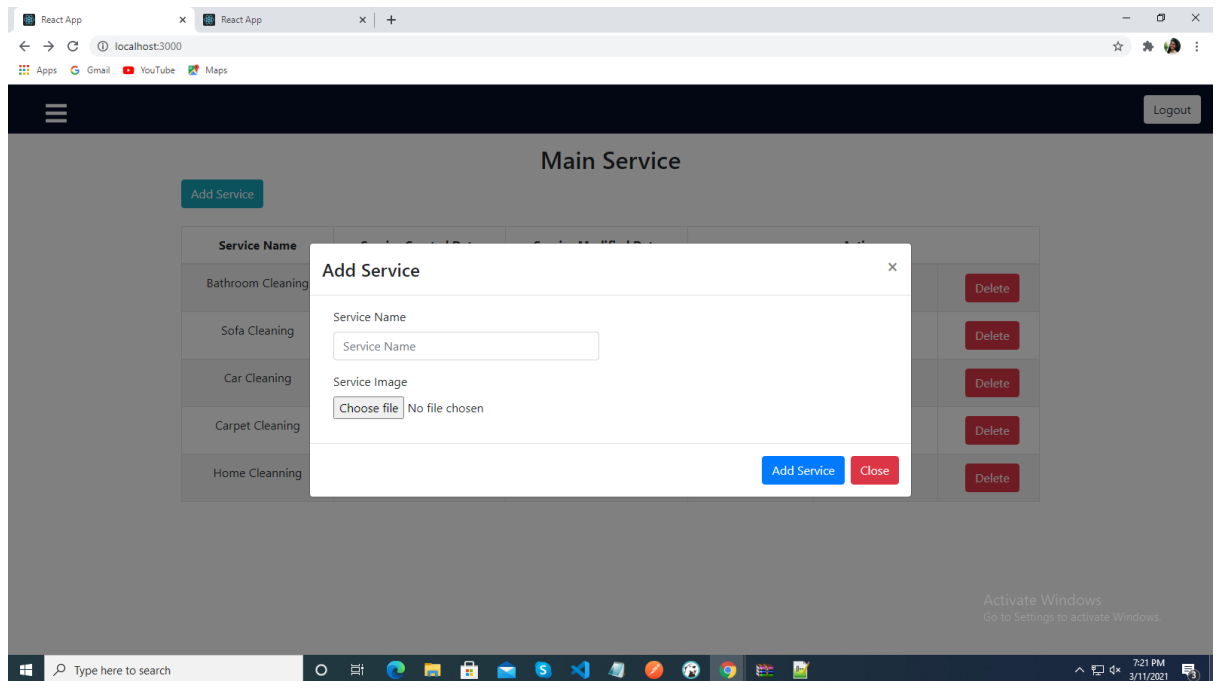 React App
React App
localhost:3000
Apps Gmail YouTube Maps
Logout
Main Service
Add Service
Service Name
Add Service
×
Bathroom Cleaning
Delete
Service Name
Sofa Cleaning
Service Name
Delete
Car Cleaning
Service Image
Delete
Choose file No file chosen
Carpet Cleaning
Delete
Home Cleanning
Add Service
Close
Delete
Activate Windows
Go to Settings to activate Windows.
Type here to search
7:21 PM
3/11/2021
3